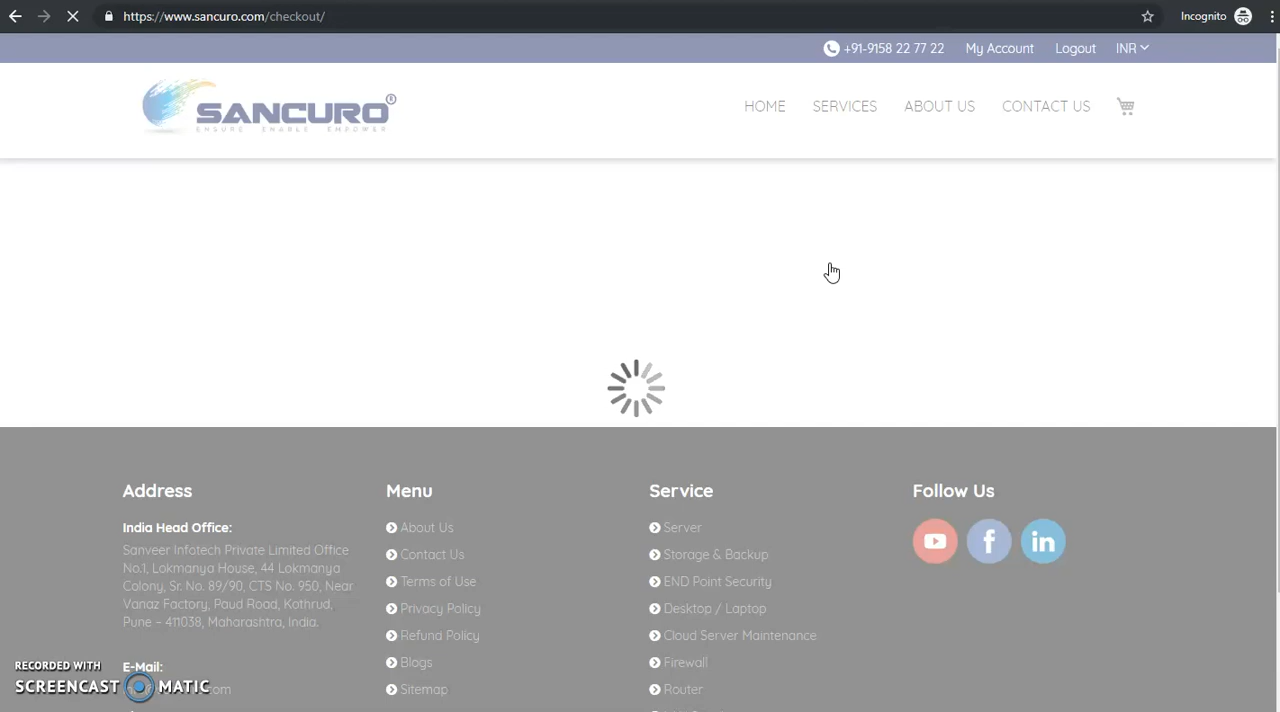 https://www.sancuro.com/checkout/
Incognito
+91-9158 22 77 22
My Account
Logout
INR
SANCURO
ENSURE ENABLE EMPOWER
HOME
SERVICES
ABOUT US
CONTACT US
Address
India Head Office:
Sanveer Infotech Private Limited Office
No.1, Lokmanya House, 44 Lokmanya
Colony, Sr. No. 89/90, CTS No. 950, Near
Vanaz Factory, Paud Road, Kothrud,
Pune – 411038, Maharashtra, India.
E-Mail:
Menu
About Us
Contact Us
Terms of Use
Privacy Policy
Refund Policy
Blogs
Sitemap
Service
Server
Storage & Backup
END Point Security
Desktop / Laptop
Cloud Server Maintenance
Firewall
Router
Follow Us
RECORDED WITH
SCREENCAST MATIC